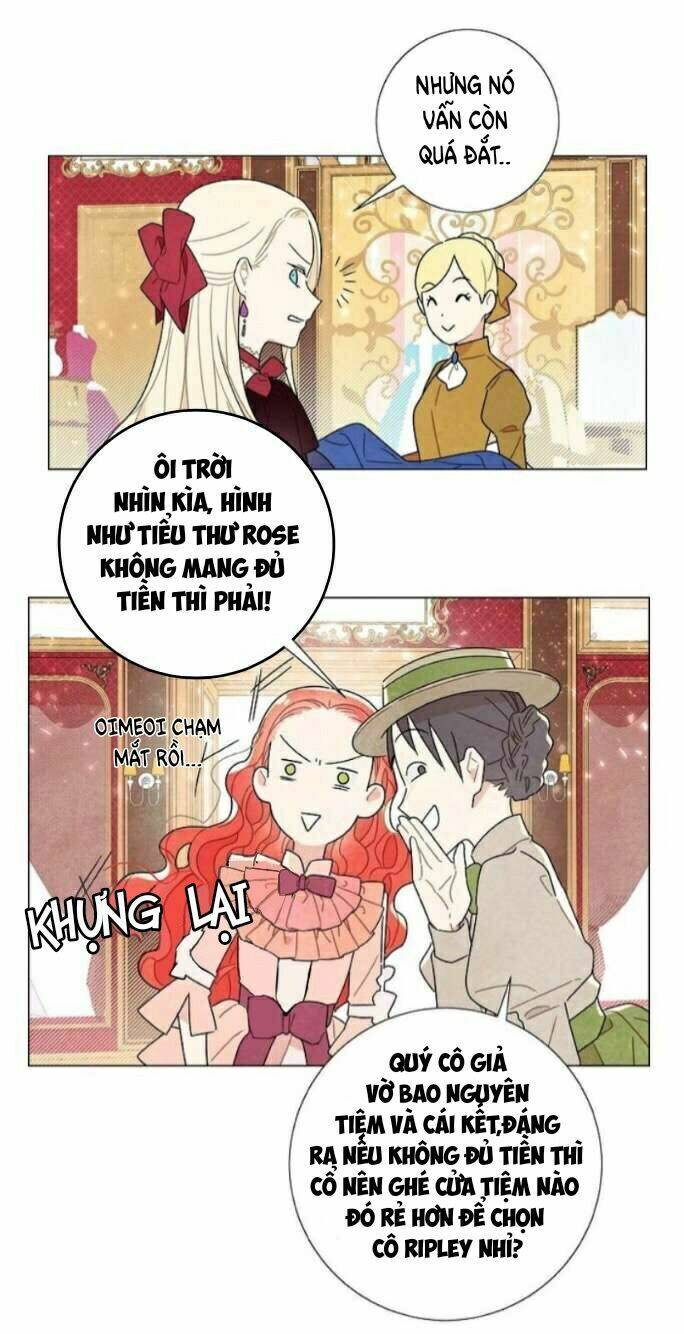 NHƯNG NÓ
VẪN CÒN
QUÁ ĐẮT..
ÔI TRỜI
NHÌN KÌA, HÌNH
NHƯ TIỂU THƯ ROSE
KHÔNG MANG ĐỦ
TIỀN THÌ PHẢI!
OIMEOI CHẠM
MẮT RỒI...
KHỰNG LẠI
QUÝ CÔ GIẢ
VỜ BAO NGUYÊN
TIỆM VÀ CÁI KẾT,ĐÁNG
RA NẾU KHÔNG ĐỦ TIỀN THÌ
CỔ NÊN GHÉ CỬA TIỆM NÀO
ĐÓ RẺ HƠN ĐỂ CHỌN
CÔ RIPLEY NHỈ?